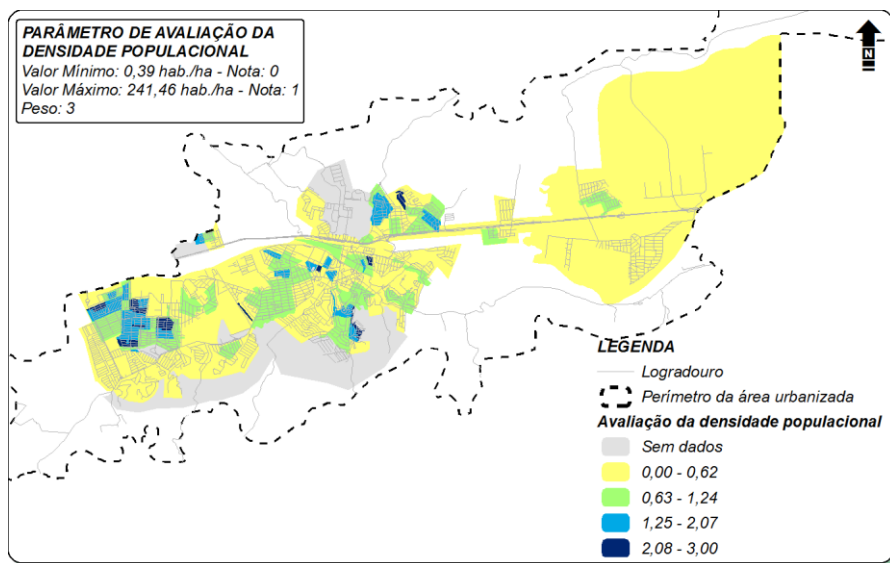 PARÂMETRO DE AVALIAÇÃO DA
DENSIDADE POPULACIONAL
Valor Mínimo: 0,39 hab./ha - Nota: 0
Valor Máximo: 241,46 hab./ha - Nota: 1
Peso: 3
N
LEGENDA
Logradouro
Perímetro da área urbanizada
Avaliação da densidade populacional
Sem dados
0,00 - 0,62
0,63 - 1,24
1,25 - 2,07
2,08 - 3,00